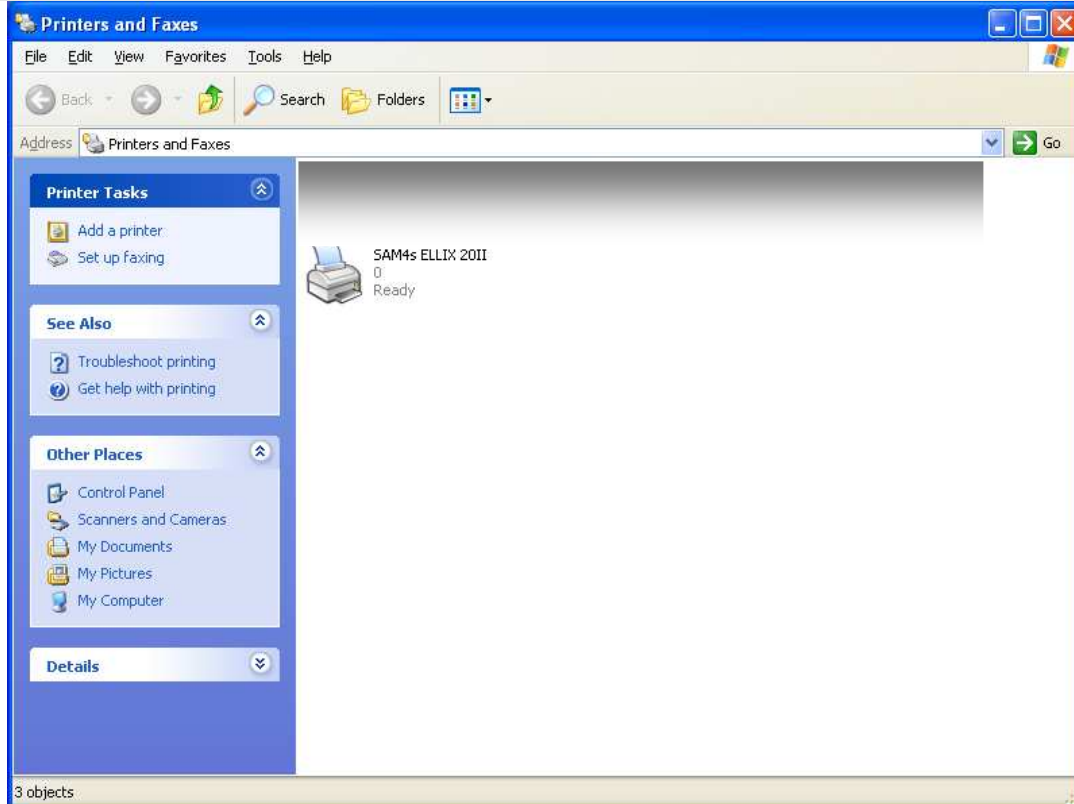 Printers and Faxes
File Edit View Favorites Tools Help
Back Search Folders
Address Printers and Faxes Go
Printer Tasks
Add a printer
Set up faxing
See Also
Troubleshoot printing
Get help with printing
Other Places
Control Panel
Scanners and Cameras
My Documents
My Pictures
My Computer
Details
SAM4s ELLIX 20II
0
Ready
3 objects